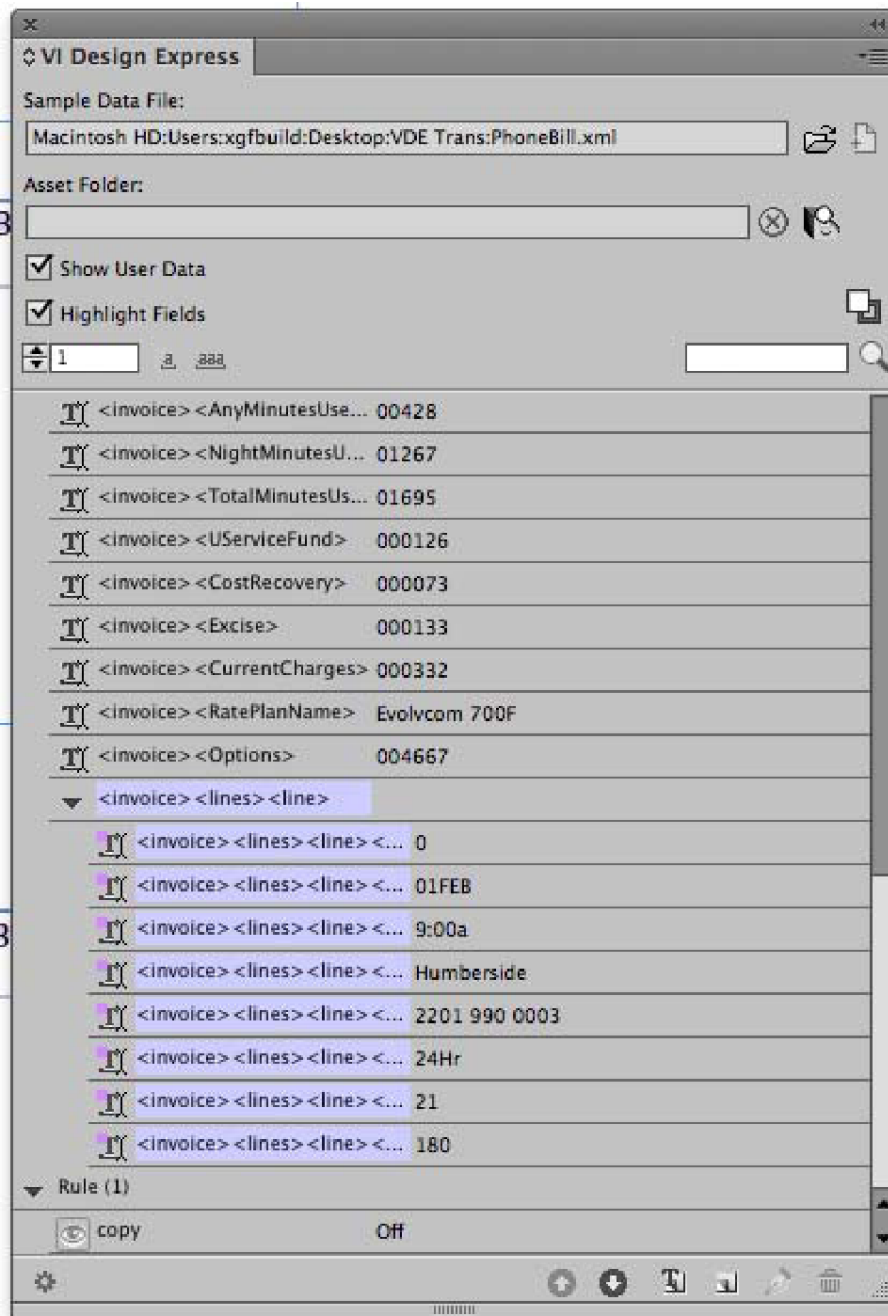 VI Design Express
Sample Data File:
Macintosh HD:Users:xgfbuild:Desktop:VDE Trans:PhoneBill.xml
Asset Folder:
Show User Data
Highlight Fields
1 a aaa
<invoice><AnyMinutesUse... 00428
<invoice><NightMinutesU... 01267
<invoice><TotalMinutesUs... 01695
<invoice><UServiceFund> 000126
<invoice><CostRecovery> 000073
<invoice><Excise> 000133
<invoice><CurrentCharges> 000332
<invoice><RatePlanName> Evolvcom 700F
<invoice><Options> 004667
<invoice><lines><line>
<invoice><lines><line><... 0
<invoice><lines><line><... 01FEB
<invoice><lines><line><... 9:00a
<invoice><lines><line><... Humberside
<invoice><lines><line><... 2201 990 0003
<invoice><lines><line><... 24Hr
<invoice><lines><line><... 21
<invoice><lines><line><... 180
Rule (1)
copy Off